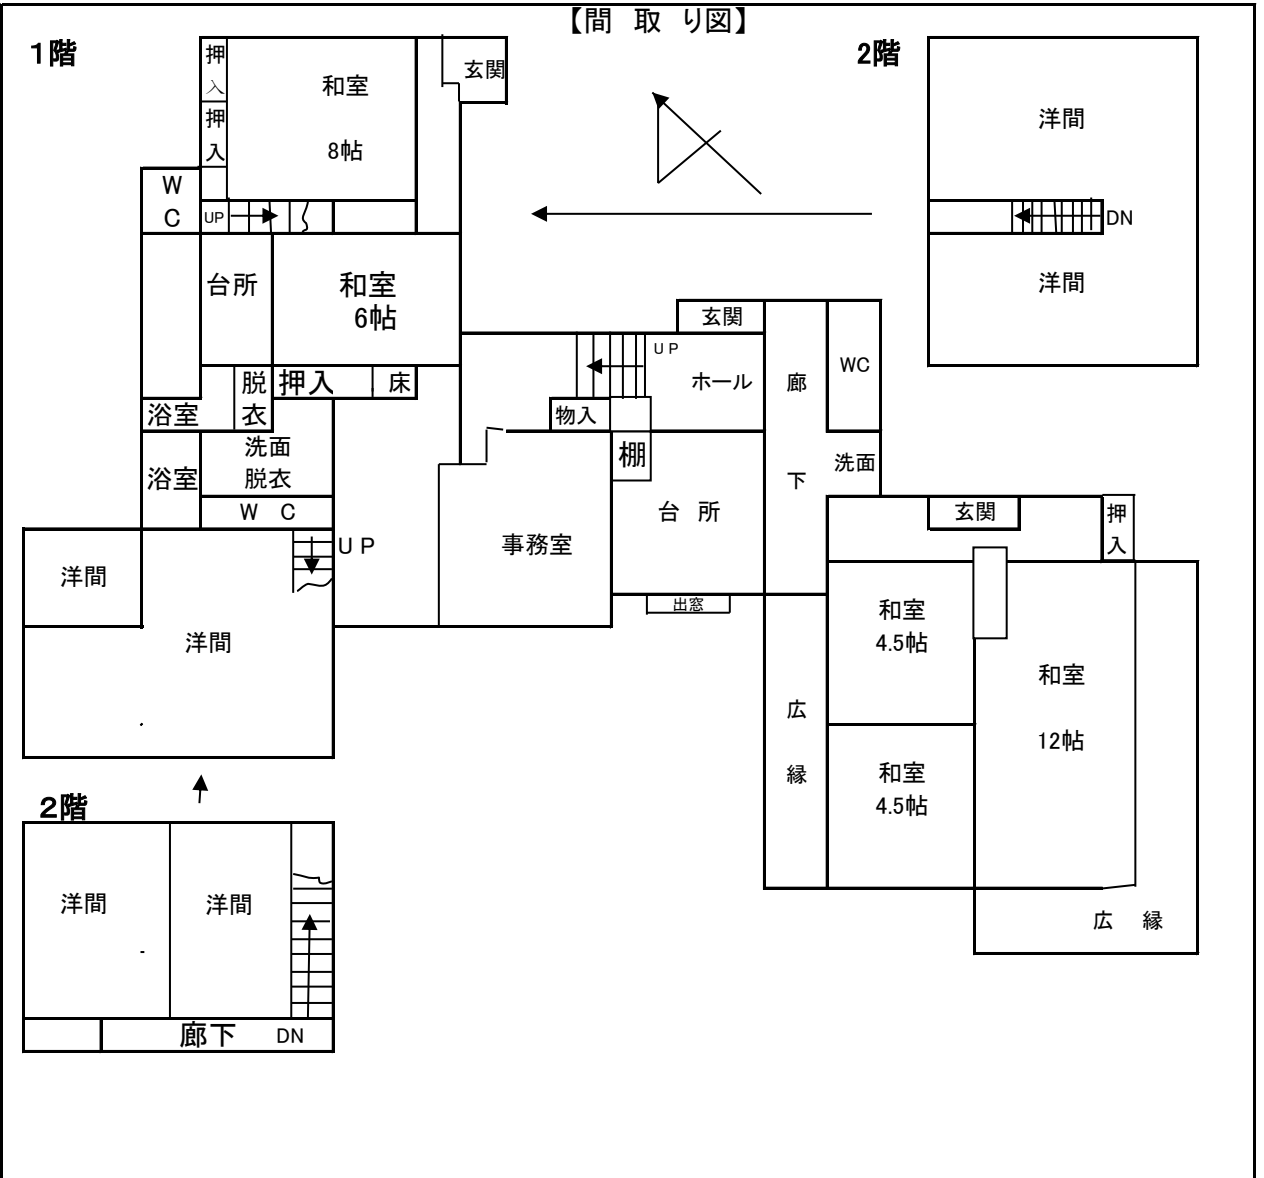 【間 取 り図】
1階
2階
押入
押入
和室
8帖
玄関
WC
UP
台所
和室
6帖
脱衣
押入
床
浴室
洗面
脱衣
浴室
W C
UP
洋間
洋間
物入
UP
ホール
玄関
廊下
WC
洗面
棚
台 所
事務室
出窓
玄関
押入
和室
4.5帖
和室
4.5帖
和室
12帖
広縁
広 縁
洋間
DN
洋間
2階
洋間
洋間
廊下
DN